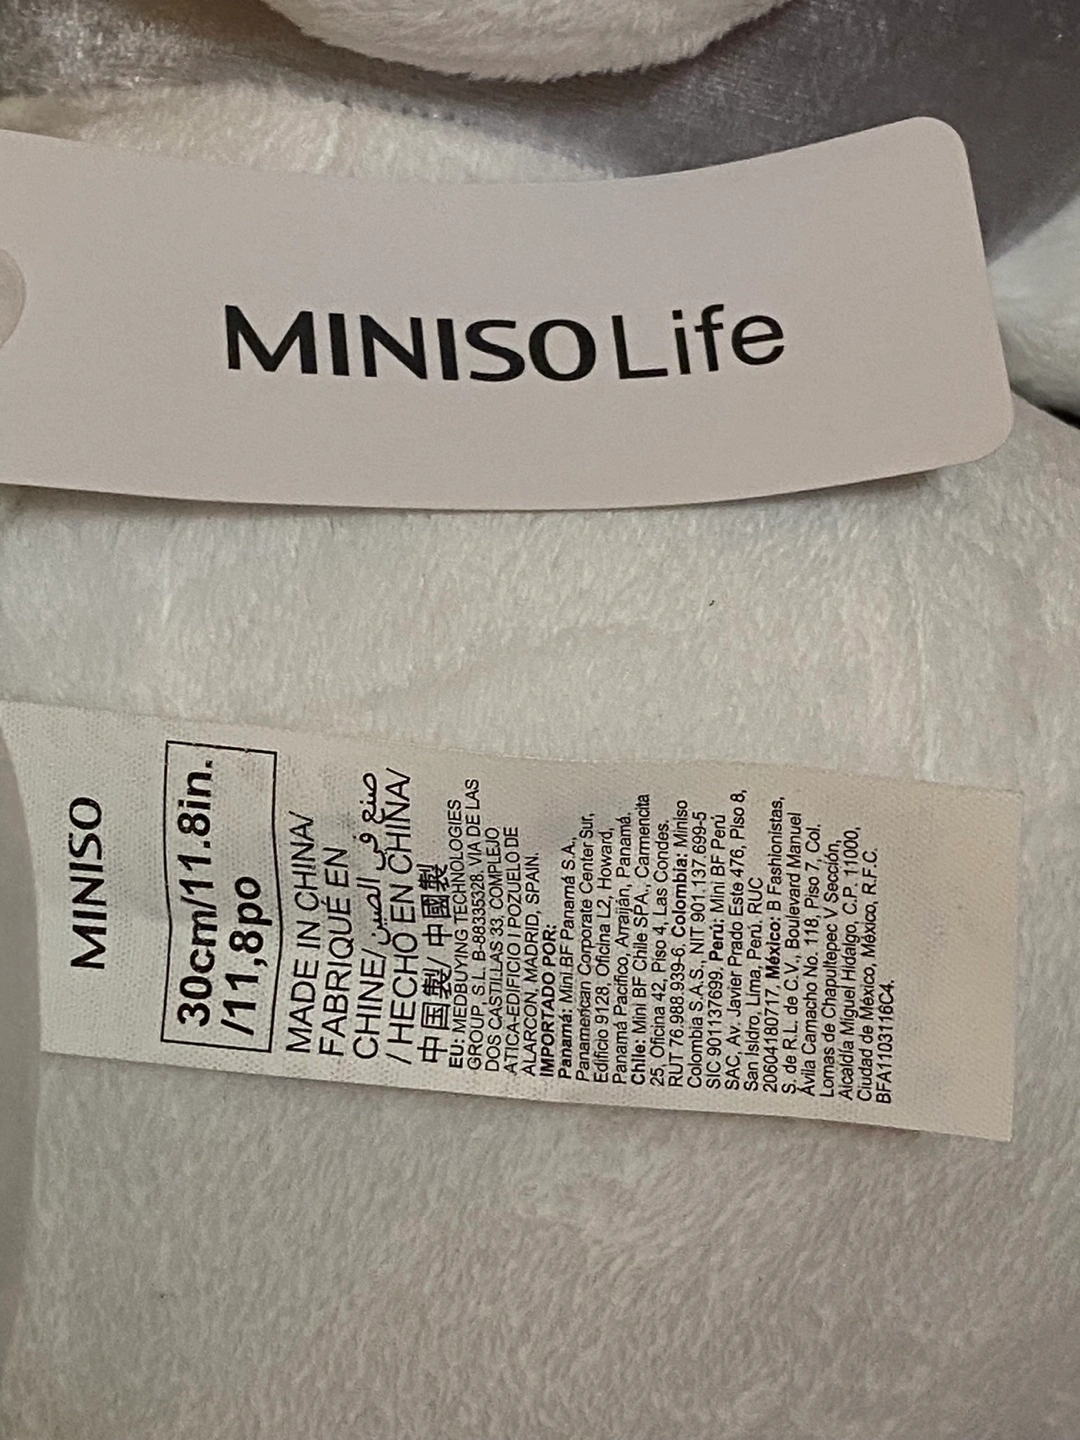 MINISO Life
MINISO
30cm/11.8in.
/11,8po
MADE IN CHINA/
FABRIQUÉ EN
CHINE/صنع في الصين
/ HECHO EN CHINA/
中国製/ 中國製
EU: MEDBUYING TECHNOLOGIES
GROUP, S.L. B-88335328. VIA DE LAS
DOS CASTILLAS 33, COMPLEJO
ATICA-EDIFICIO I POZUELO DE
ALARCON, MADRID, SPAIN.
IMPORTADO POR:
Panamá: Mini BF Panamá S.A.,
Panamerican Corporate Center Sur,
Edificio 9128, Oficina L2, Howard,
Panamá Pacifico, Arraiján, Panamá.
Chile: Mini BF Chile SPA., Carmencita
25, Oficina 42, Piso 4, Las Condes.
RUT 76.988.939-6. Colombia: Miniso
Colombia S.A.S., NIT 901.137.699-5
SIC 901137699. Perú: Mini BF Perú
SAC, Av. Javier Prado Este 476, Piso 8,
San Isidro, Lima, Perú, RUC
20604180717. México: B Fashionistas,
S. de R.L. de C.V., Boulevard Manuel
Ávila Camacho No. 118, Piso 7, Col.
Lomas de Chapultepec V Sección,
Alcaldía Miguel Hidalgo, C.P. 11000,
Ciudad de México, México, R.F.C.
BFA1103116C4.